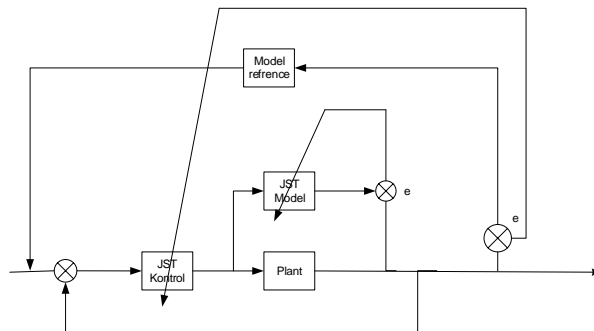 Model
refrence
JST
Model
e
e
JST
Kontrol
Plant